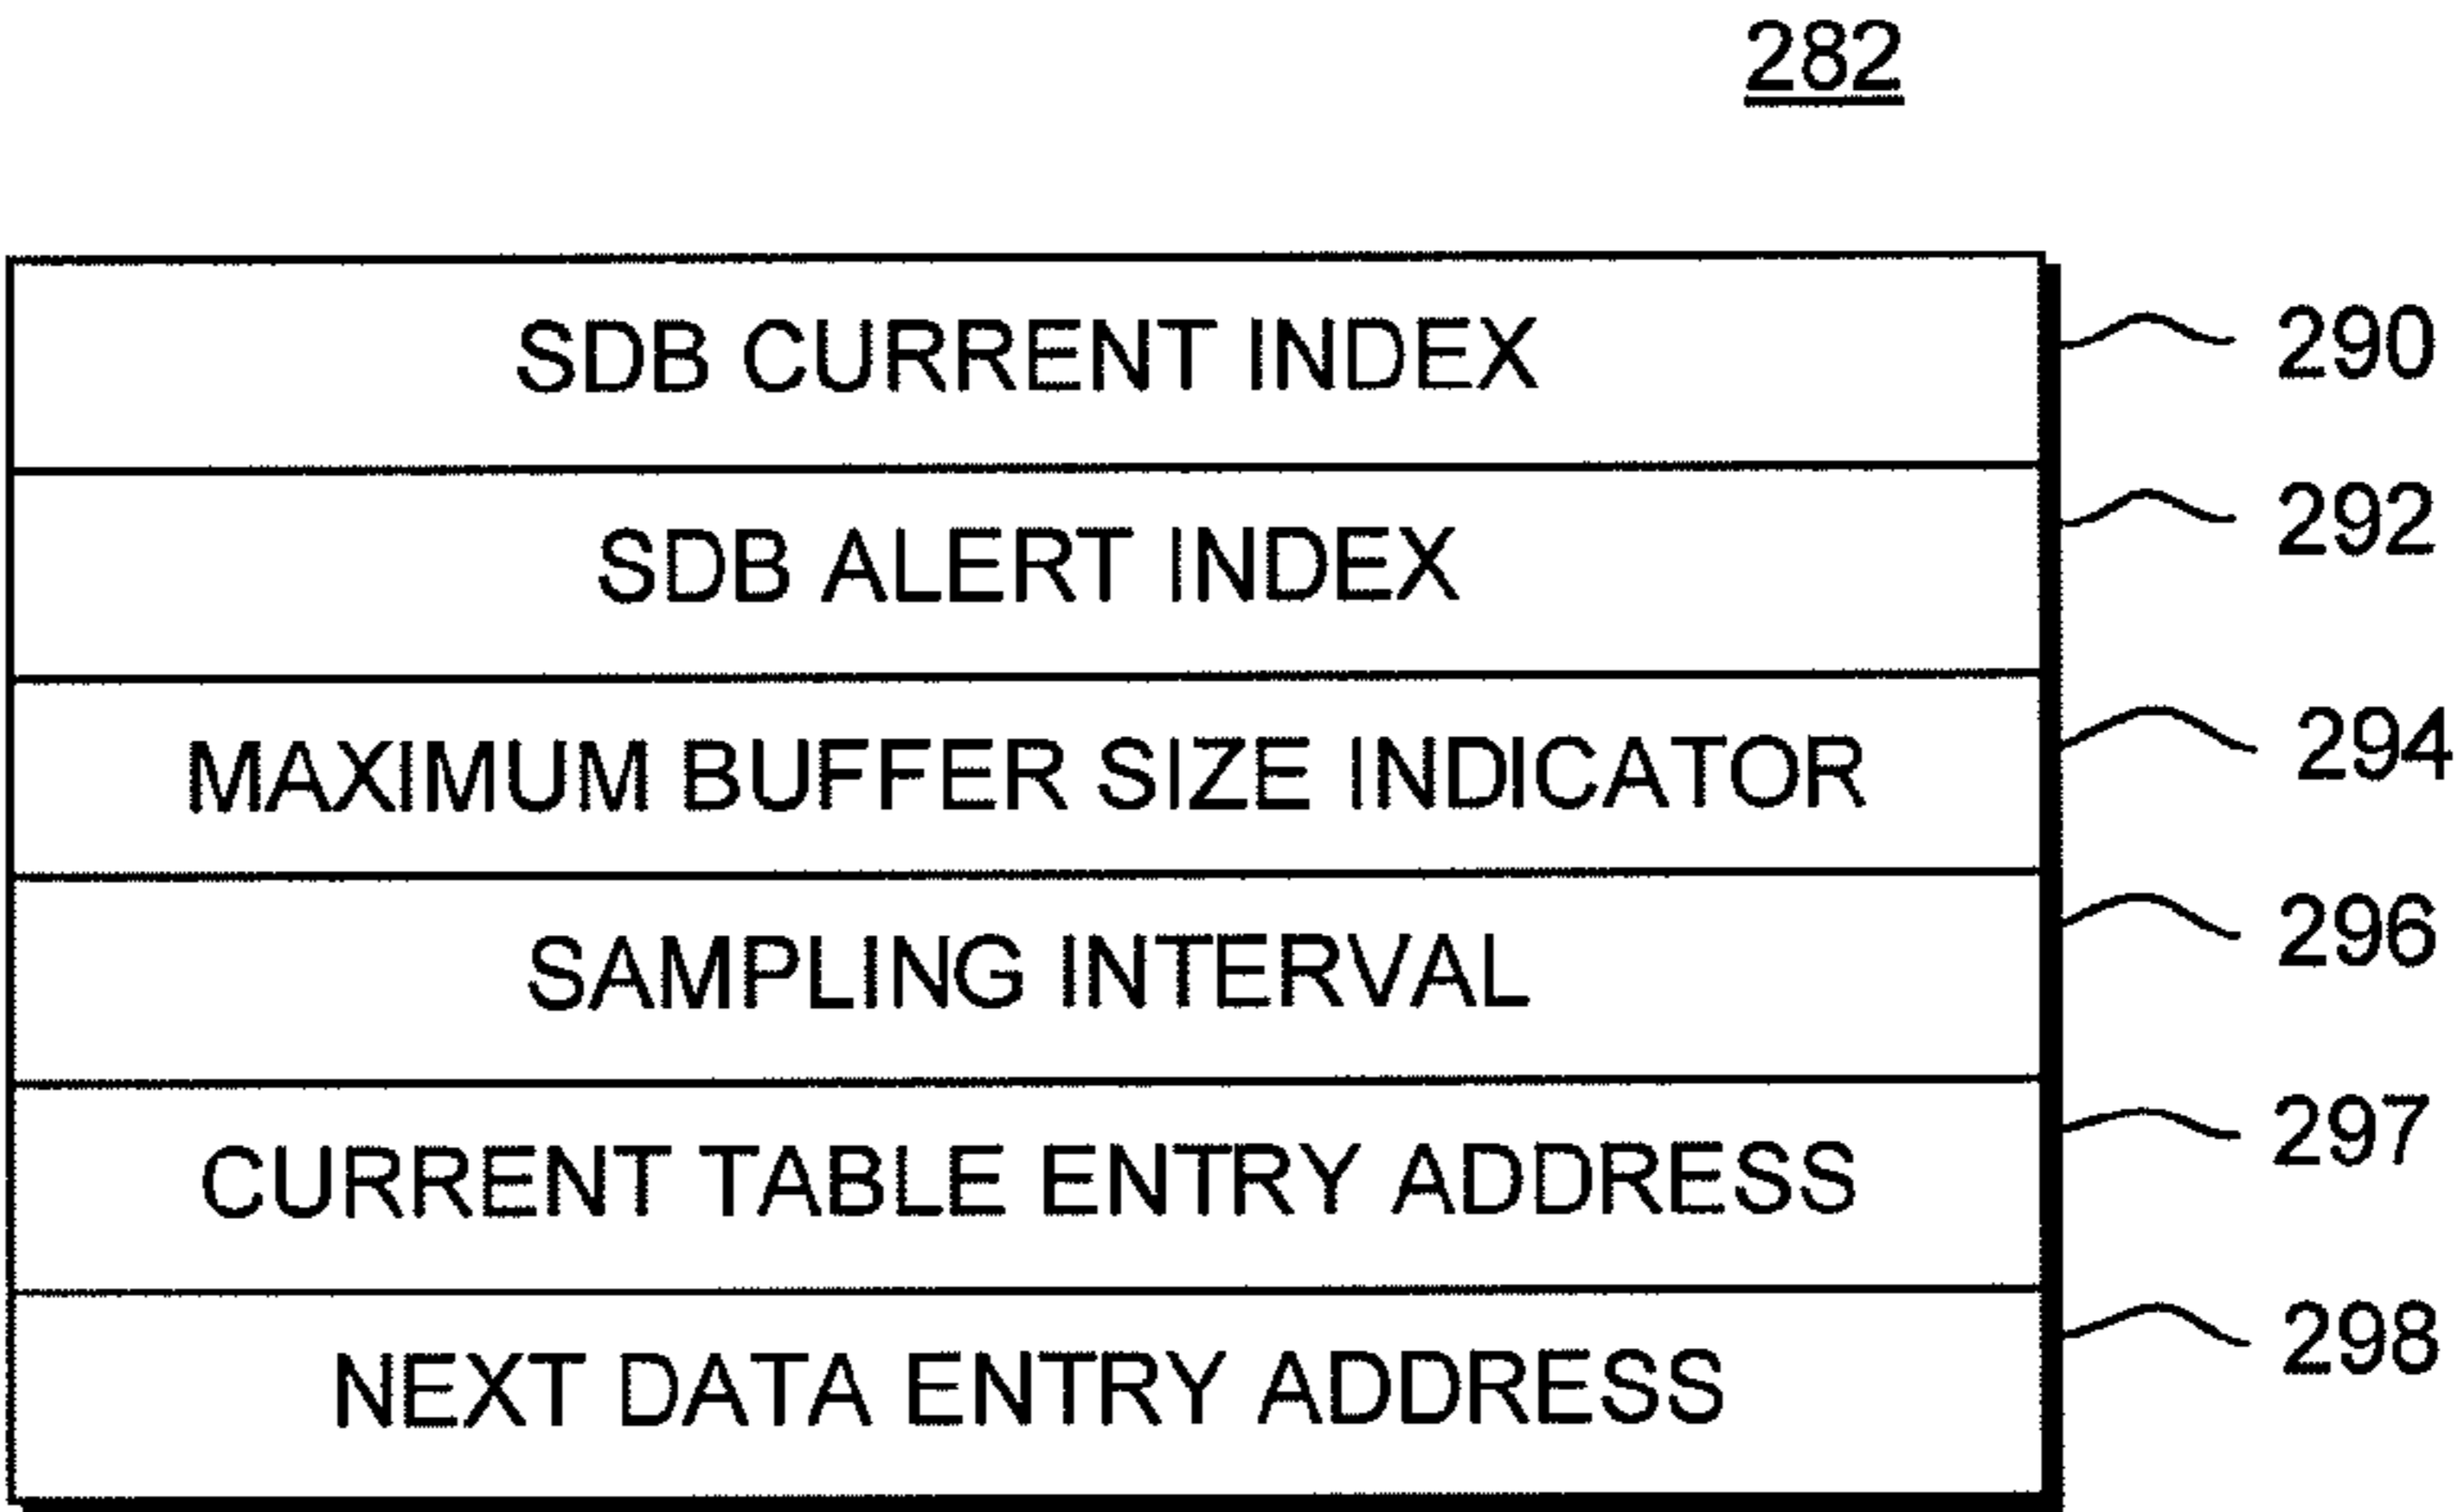 282
SDB CURRENT INDEX 290
SDB ALERT INDEX 292
MAXIMUM BUFFER SIZE INDICATOR 294
SAMPLING INTERVAL 296
CURRENT TABLE ENTRY ADDRESS 297
NEXT DATA ENTRY ADDRESS 298